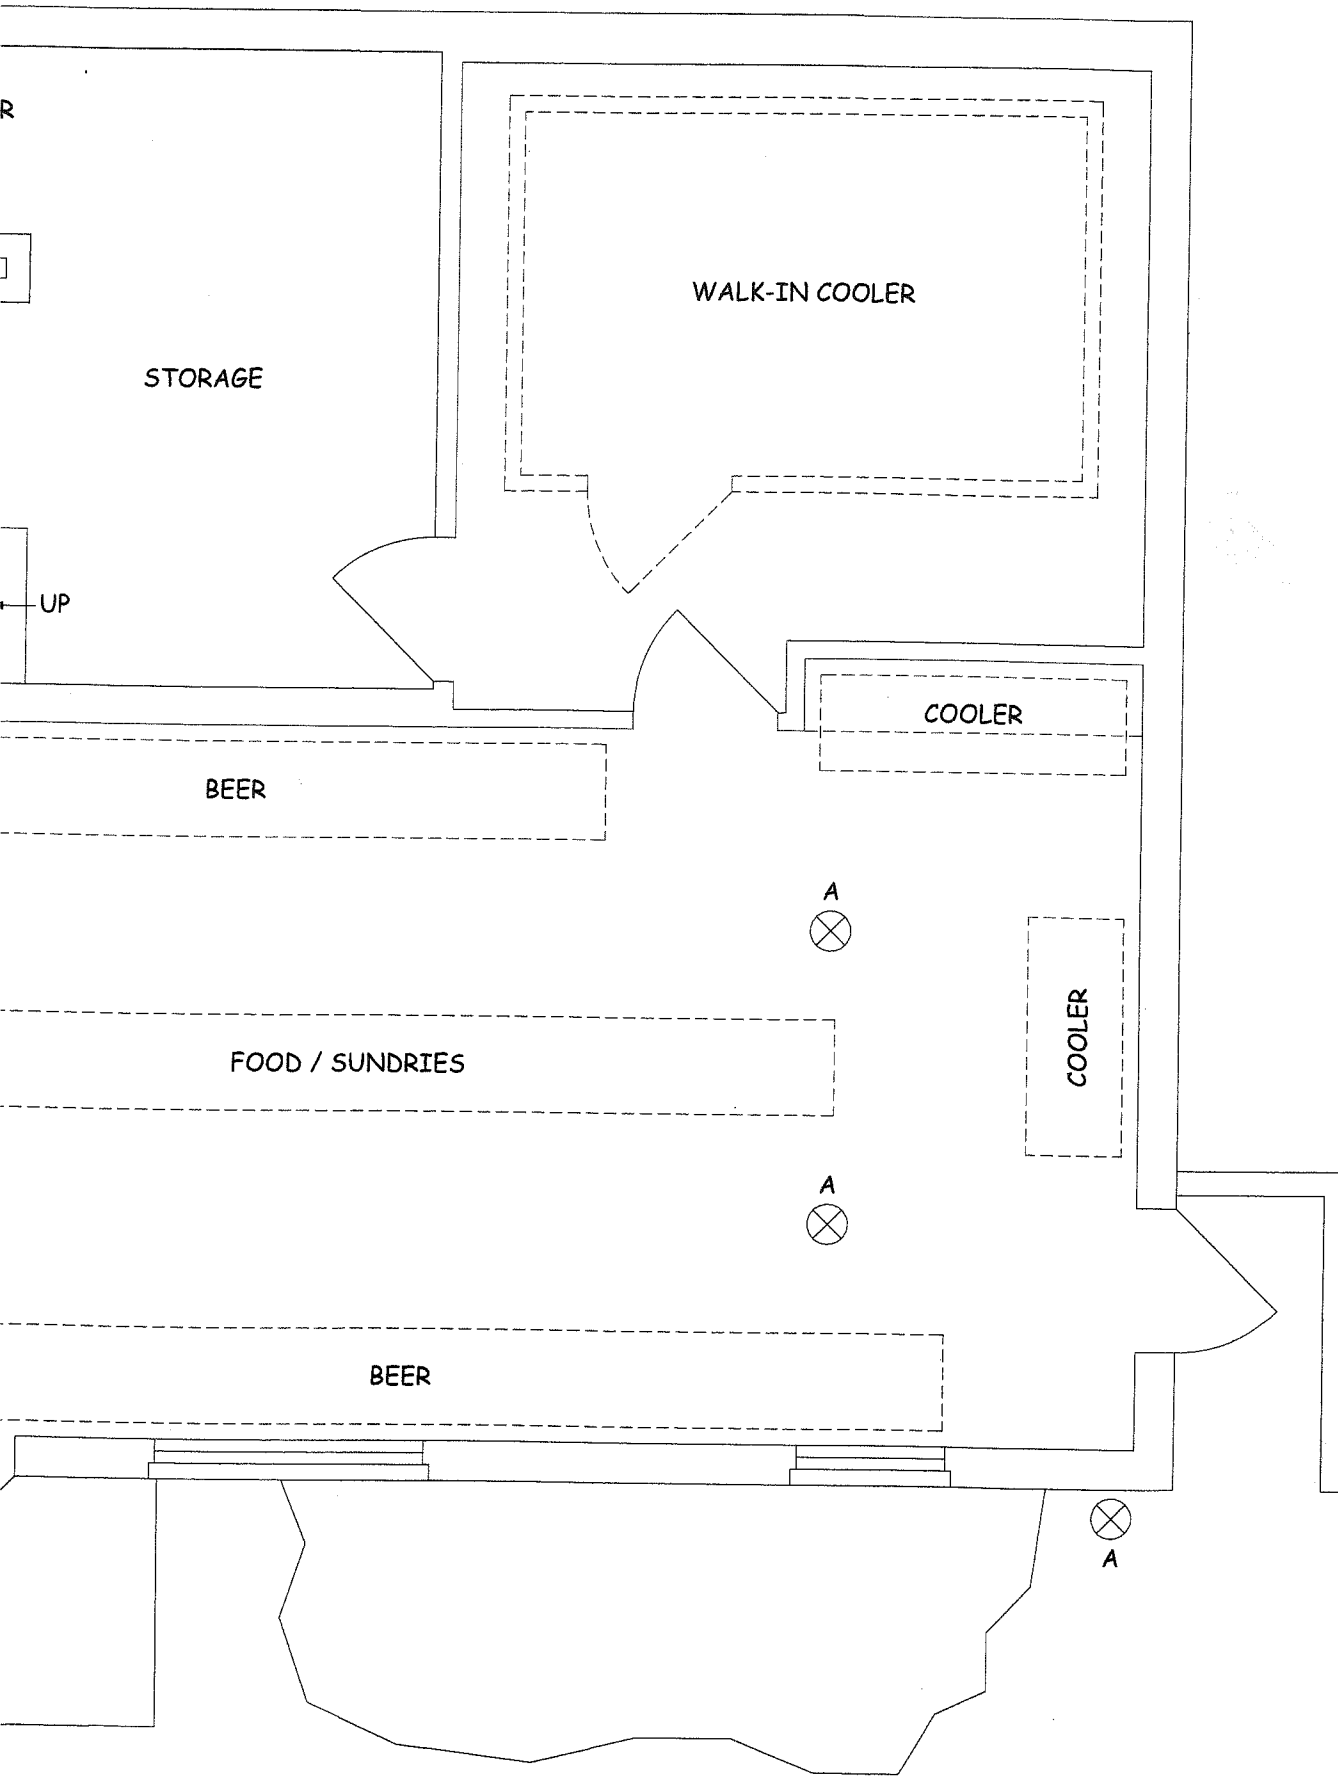 R
WALK-IN COOLER
STORAGE
UP
COOLER
BEER
A
COOLER
FOOD / SUNDRIES
A
BEER
A